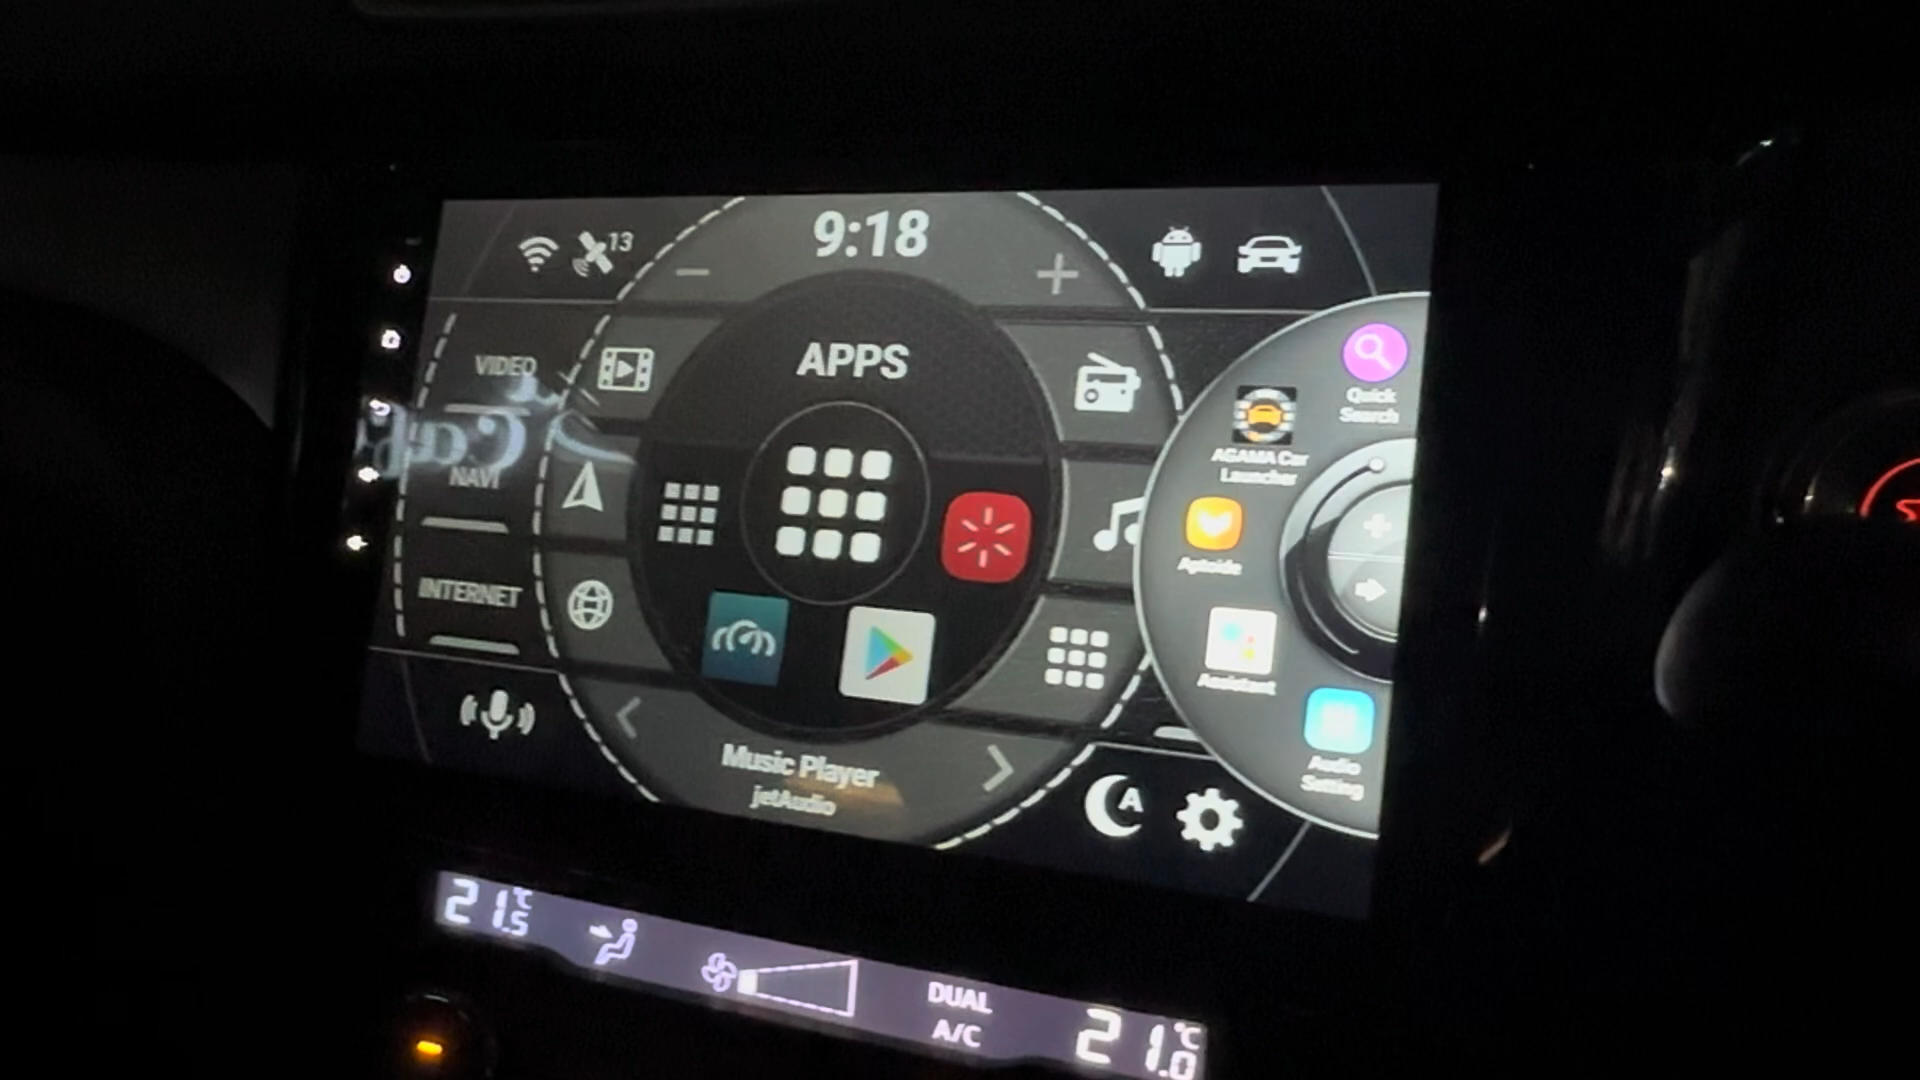 9:18
13
APPS
VIDEO
NAVI
INTERNET
Quick
Search
AGAMA Car
Launcher
Aptoide
Assistant
Audio
Setting
Music Player
jetAudio
A
21.5°C
DUAL
A/C
21.0°C